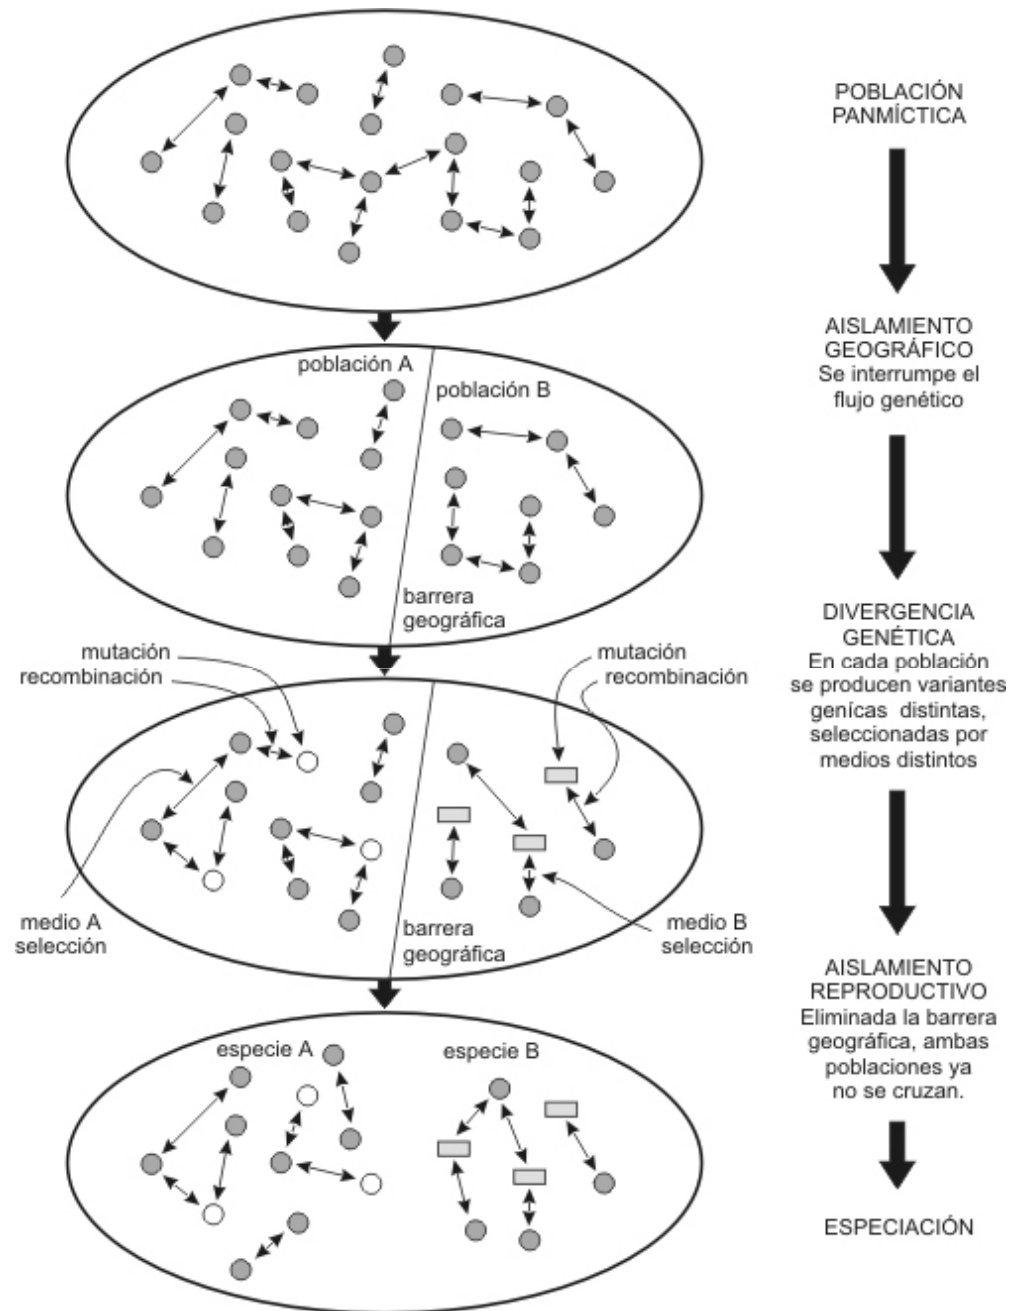 POBLACIÓN
PANMÍCTICA
AISLAMIENTO
GEOGRÁFICO
Se interrumpe el
flujo genético
población A
población B
barrera
geográfica
DIVERGENCIA
GENÉTICA
En cada población
se producen variantes
genícas distintas,
seleccionadas por
medios distintos
mutación
recombinación
mutación
recombinación
medio A
selección
barrera
geográfica
medio B
selección
AISLAMIENTO
REPRODUCTIVO
Eliminada la barrera
geográfica, ambas
poblaciones ya
no se cruzan.
especie A
especie B
ESPECIACIÓN